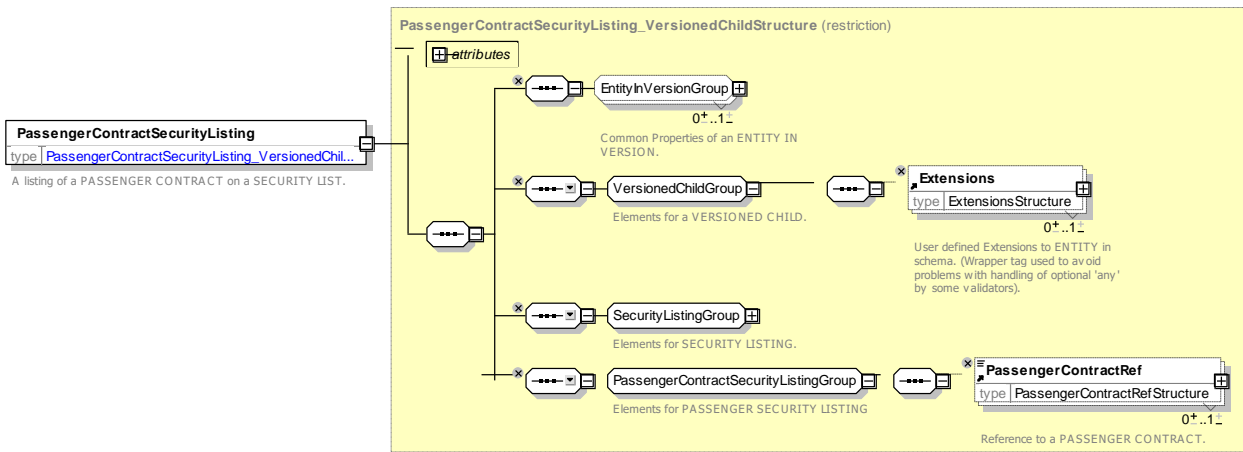 PassengerContractSecurityListing_VersionedChildStructure (restriction)
attributes
EntityInVersionGroup
0..1
Common Properties of an ENTITY IN
VERSION.
PassengerContractSecurityListing
type PassengerContractSecurityListing_VersionedChil...
A listing of a PASSENGER CONTRACT on a SECURITY LIST.
VersionedChildGroup
Elements for a VERSIONED CHILD.
Extensions
type ExtensionsStructure
0..1
User defined Extensions to ENTITY in
schema. (Wrapper tag used to avoid
problems with handling of optional 'any'
by some validators).
SecurityListingGroup
Elements for SECURITY LISTING.
PassengerContractSecurityListingGroup
Elements for PASSENGER SECURITY LISTING
PassengerContractRef
type PassengerContractRefStructure
0..1
Reference to a PASSENGER CONTRACT.